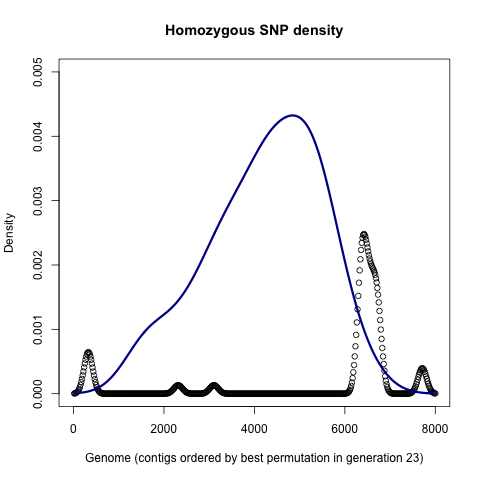 Homozygous SNP density
Density
0.005
0.004
0.003
0.002
0.001
0.000
0 2000 4000 6000 8000
Genome (contigs ordered by best permutation in generation 23)